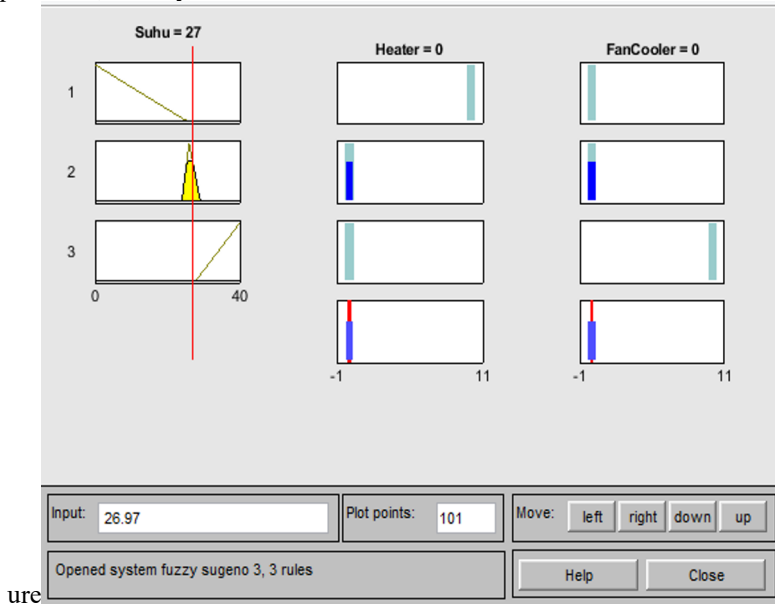 Suhu = 27
Heater = 0
FanCooler = 0
1
2
3
0
40
-1
11
-1
11
Input:
26.97
Plot points:
101
Move:
left
right
down
up
Opened system fuzzy sugeno 3, 3 rules
Help
Close
ure